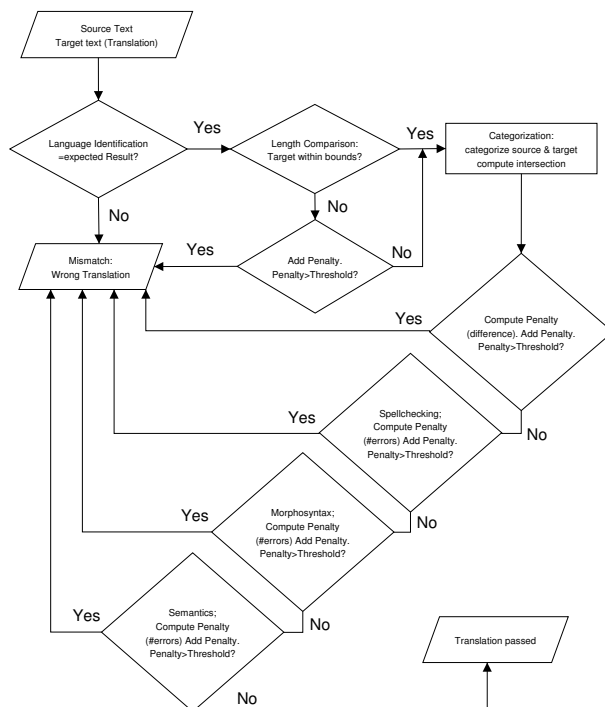 Source Text
Target text (Translation)
Language Identification
=expected Result?
Yes
Length Comparison:
Target within bounds?
Yes
Categorization:
categorize source & target
compute intersection
No
No
Mismatch:
Wrong Translation
Yes
Add Penalty.
Penalty>Threshold?
No
Yes
Compute Penalty
(difference). Add Penalty.
Penalty>Threshold?
No
Yes
Spellchecking;
Compute Penalty
(#errors) Add Penalty.
Penalty>Threshold?
No
Yes
Morphosyntax;
Compute Penalty
(#errors) Add Penalty.
Penalty>Threshold?
No
Yes
Semantics;
Compute Penalty
(#errors) Add Penalty.
Penalty>Threshold?
No
Translation passed